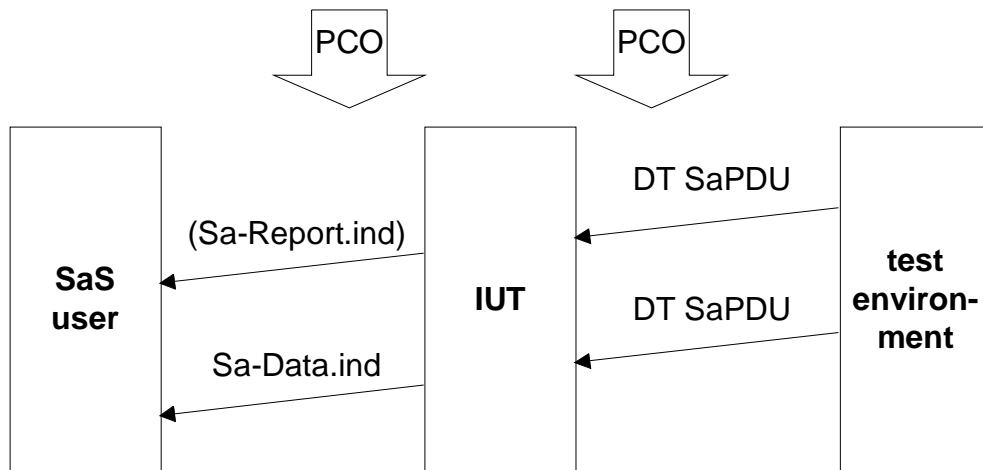 PCO
PCO
DT SaPDU
(Sa-Report.ind)
SaS
user
IUT
test
environ-
ment
DT SaPDU
Sa-Data.ind